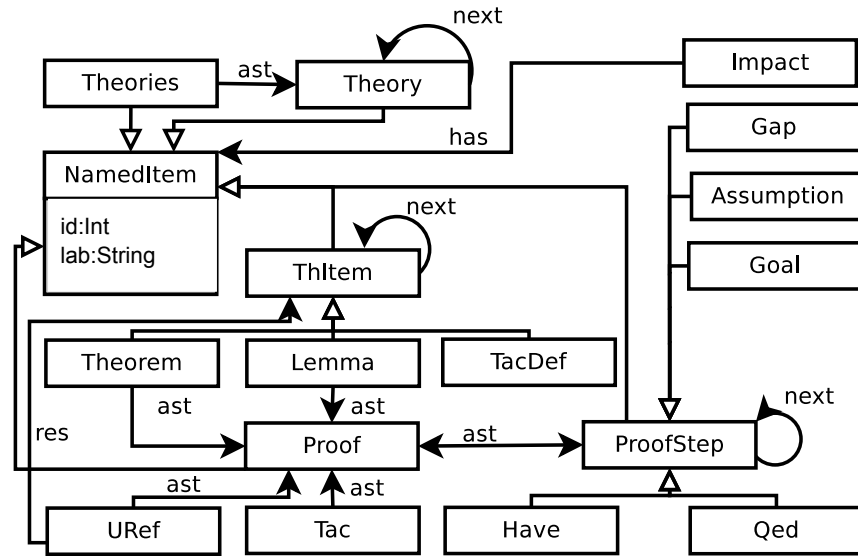 next
Theories
ast
Theory
Impact
has
Gap
NamedItem
Assumption
id:Int
lab:String
next
ThItem
Goal
Theorem
Lemma
TacDef
ast
ast
next
res
Proof
ast
ProofStep
ast
ast
URef
Tac
Have
Qed